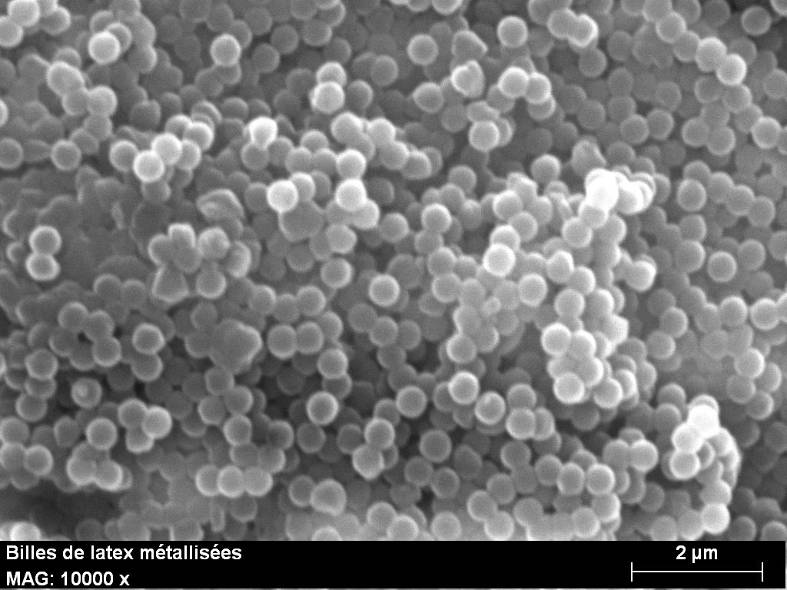 Billes de latex métallisées
MAG: 10000 x
2 µm